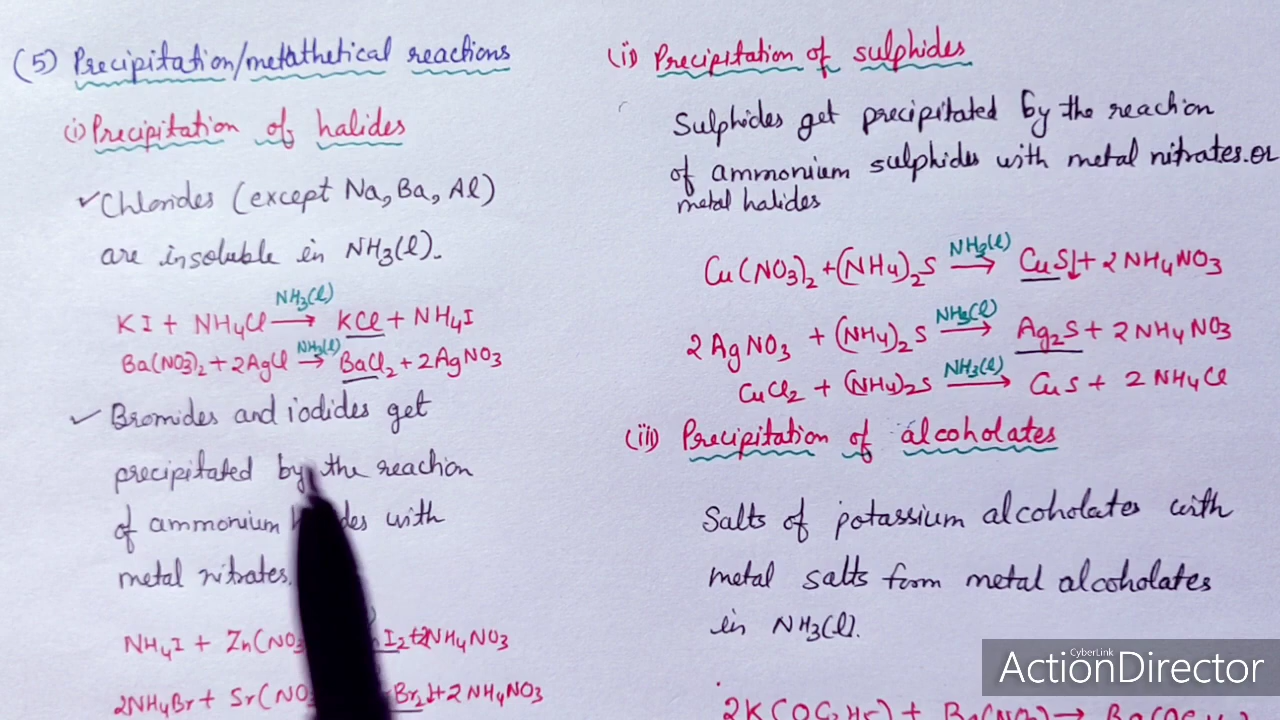 (5) Precipitation/metathetical reactions
(i) Precipitation of halides
✓ Chlorides (except Na, Ba, Al)
are insoluble in NH3(l).
NH3(l)
KI + NH4Cl ⟶ KCl + NH4I
NH3(l)
Ba(NO3)2 + 2AgCl ⟶ BaCl2 + 2AgNO3
✓ Bromides and iodides get
precipitated by the reaction
of ammonium with
metal nitrates.
NH4I + Zn(NO3 I2 + 2NH4NO3
2NH4Br + Sr(NO3 Br2↓ + 2NH4NO3
(ii) Precipitation of sulphides
Sulphides get precipitated by the reaction
of ammonium sulphides with metal nitrates.or
metal halides
NH3(l)
Cu(NO3)2 + (NH4)2S ⟶ CuS↓ + 2NH4NO3
NH3(l)
2AgNO3 + (NH4)2S ⟶ Ag2S + 2NH4NO3
NH3(l)
CuCl2 + (NH4)2S ⟶ CuS + 2NH4Cl
(iii) Precipitation of alcoholates
Salts of potassium alcoholates with
metal salts form metal alcoholates
in NH3(l).
2K(OC2H5) + Ba(NO3)
CyberLink
ActionDirector